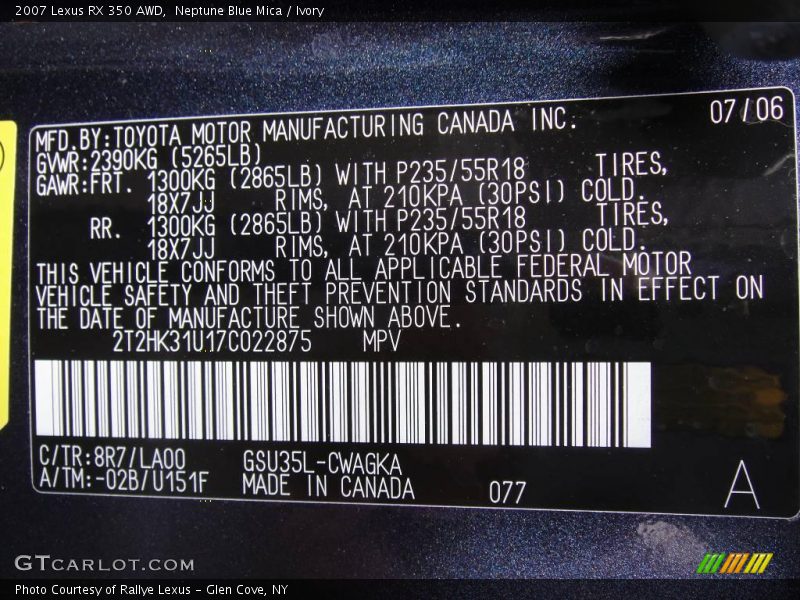 2007 Lexus RX 350 AWD, Neptune Blue Mica / Ivory
07/06
MFD.BY:TOYOTA MOTOR MANUFACTURING CANADA INC.
GVWR:2390KG (5265LB)
GAWR:FRT. 1300KG (2865LB) WITH P235/55R18 TIRES,
18X7JJ RIMS, AT 210KPA (30PSI) COLD.
RR. 1300KG (2865LB) WITH P235/55R18 TIRES,
18X7JJ RIMS, AT 210KPA (30PSI) COLD.
THIS VEHICLE CONFORMS TO ALL APPLICABLE FEDERAL MOTOR
VEHICLE SAFETY AND THEFT PREVENTION STANDARDS IN EFFECT ON
THE DATE OF MANUFACTURE SHOWN ABOVE.
2T2HK31U17C022875 MPV
C/TR:8R7/LA00 GSU35L-CWAGKA
A/TM:-02B/U151F MADE IN CANADA 077 A
GTCARLOT.COM
Photo Courtesy of Rallye Lexus - Glen Cove, NY